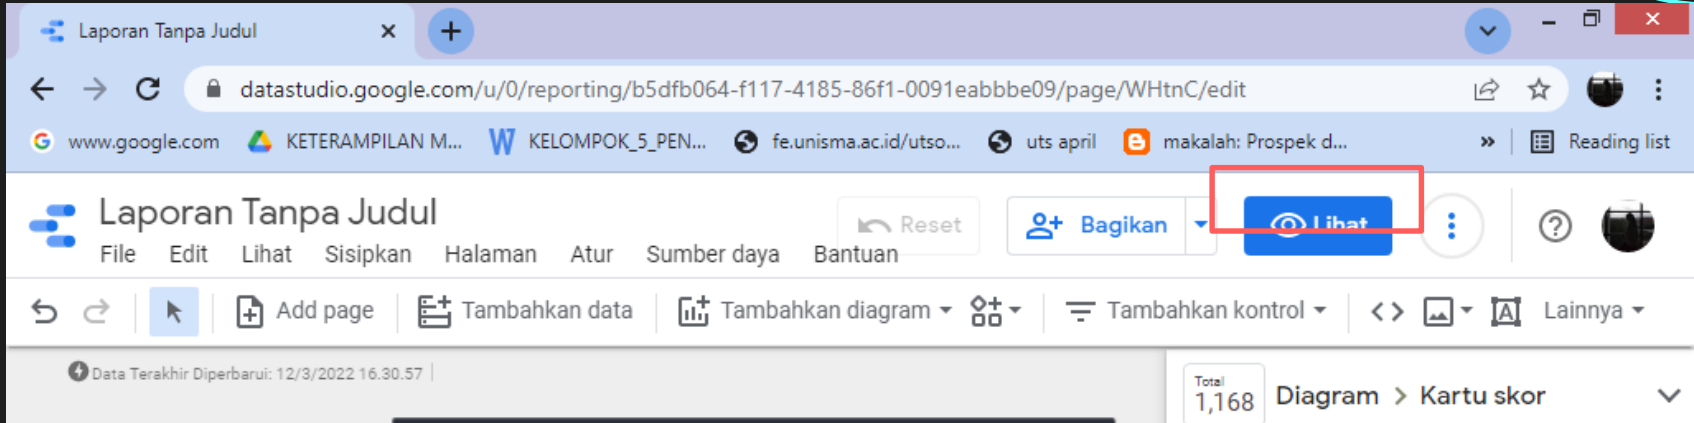 Laporan Tanpa Judul
datastudio.google.com/u/0/reporting/b5dfb064-f117-4185-86f1-0091eabbbe09/page/WHtnC/edit
www.google.com KETERAMPILAN M... KELOMPOK_5_PEN... fe.unisma.ac.id/utso... uts april makalah: Prospek d... » Reading list
Laporan Tanpa Judul Reset Bagikan Lihat
File Edit Lihat Sisipkan Halaman Atur Sumber daya Bantuan
Add page Tambahkan data Tambahkan diagram Tambahkan kontrol Lainnya
Data Terakhir Diperbarui: 12/3/2022 16.30.57
Total
1,168 Diagram > Kartu skor